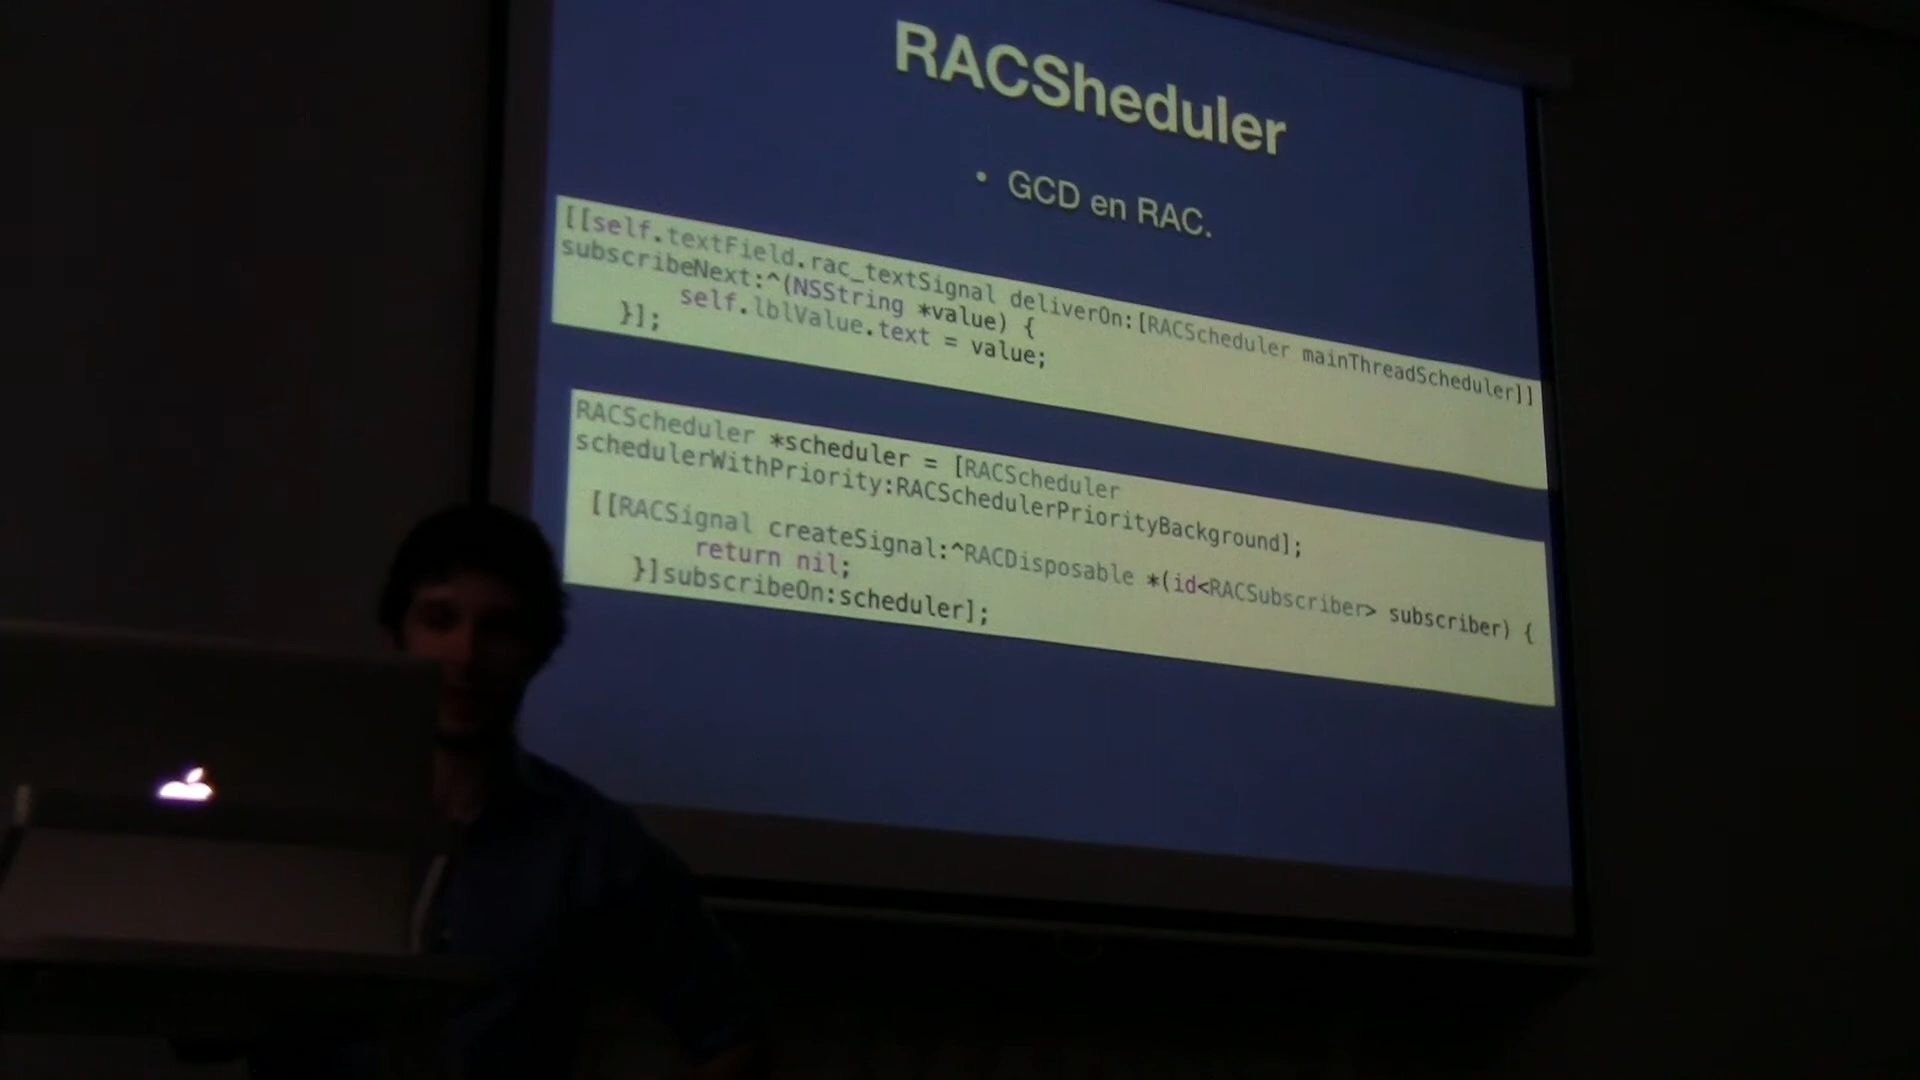 RACSheduler
• GCD en RAC.
[[self.textField.rac_textSignal deliverOn:[RACScheduler mainThreadScheduler]]
subscribeNext:^(NSString *value) {
self.lblValue.text = value;
}];
RACScheduler *scheduler = [RACScheduler
schedulerWithPriority:RACSchedulerPriorityBackground];
[[RACSignal createSignal:^RACDisposable *(id<RACSubscriber> subscriber) {
return nil;
}]subscribeOn:scheduler];